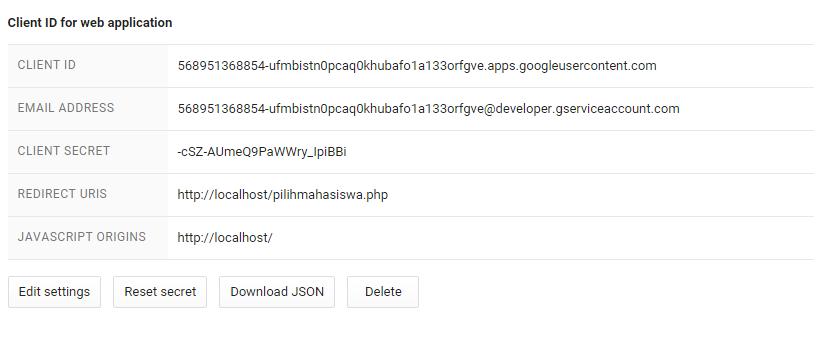 Client ID for web application
CLIENT ID 568951368854-ufmbistn0pcaq0khubafo1a133orfgve.apps.googleusercontent.com
EMAIL ADDRESS 568951368854-ufmbistn0pcaq0khubafo1a133orfgve@developer.gserviceaccount.com
CLIENT SECRET -cSZ-AUmeQ9PaWWry_IpiBBi
REDIRECT URIS http://localhost/pilihmahasiswa.php
JAVASCRIPT ORIGINS http://localhost/
Edit settings Reset secret Download JSON Delete